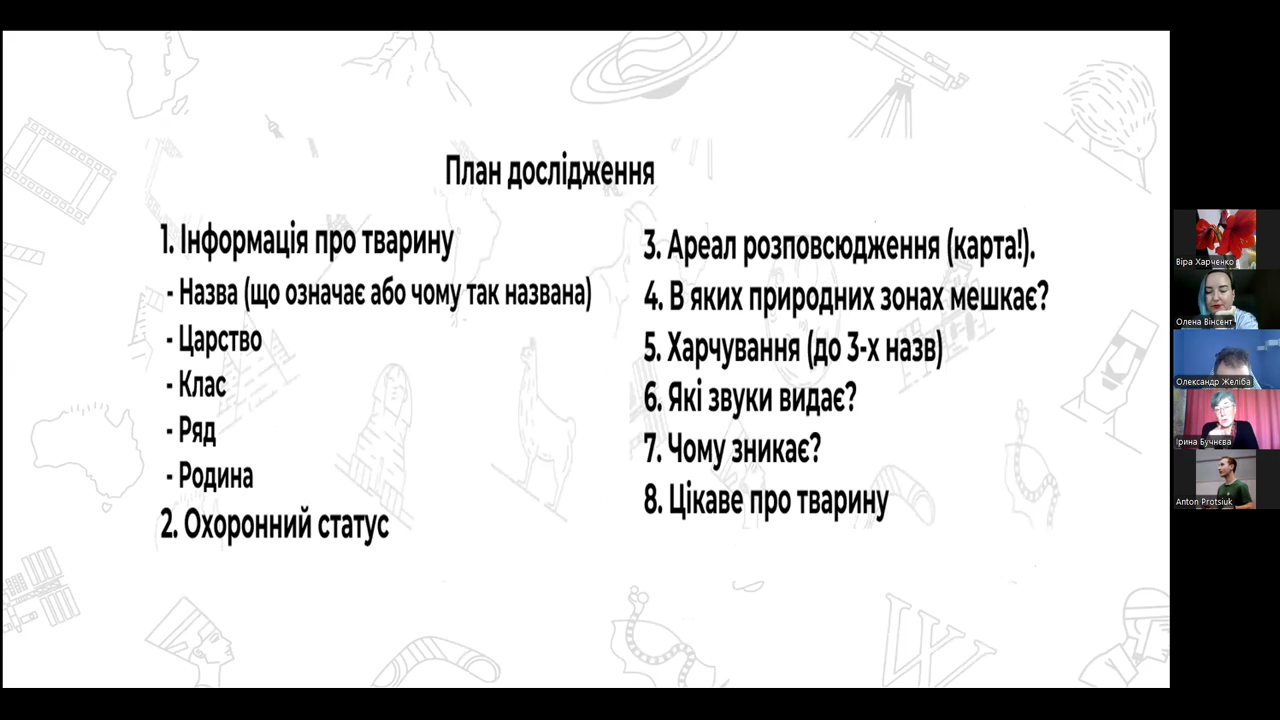 План дослідження
1. Інформація про тварину
- Назва (що означає або чому так названа)
- Царство
- Клас
- Ряд
- Родина
2. Охоронний статус
3. Ареал розповсюдження (карта!).
4. В яких природних зонах мешкає?
5. Харчування (до 3-х назв)
6. Які звуки видає?
7. Чому зникає?
8. Цікаве про тварину
Віра Харченко
Олена Вінсент
Олександр Желіба
Ірина Бучнєва
Anton Protsiuk